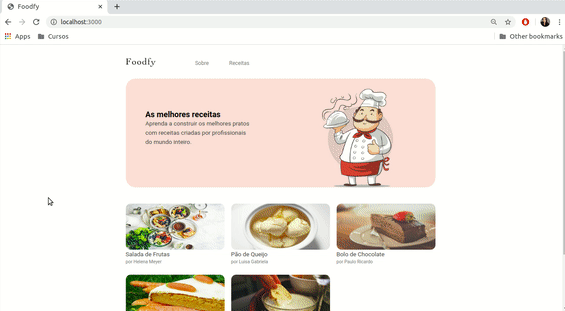 Foodfy
localhost:3000
Apps
Cursos
Other bookmarks
Foodfy
Sobre
Receitas
As melhores receitas
Aprenda a construir os melhores pratos
com receitas criadas por profissionais
do mundo inteiro.
Salada de Frutas
Pão de Queijo
Bolo de Chocolate
por Helena Meyer
por Luísa Gabriela
por Paulo Ricardo